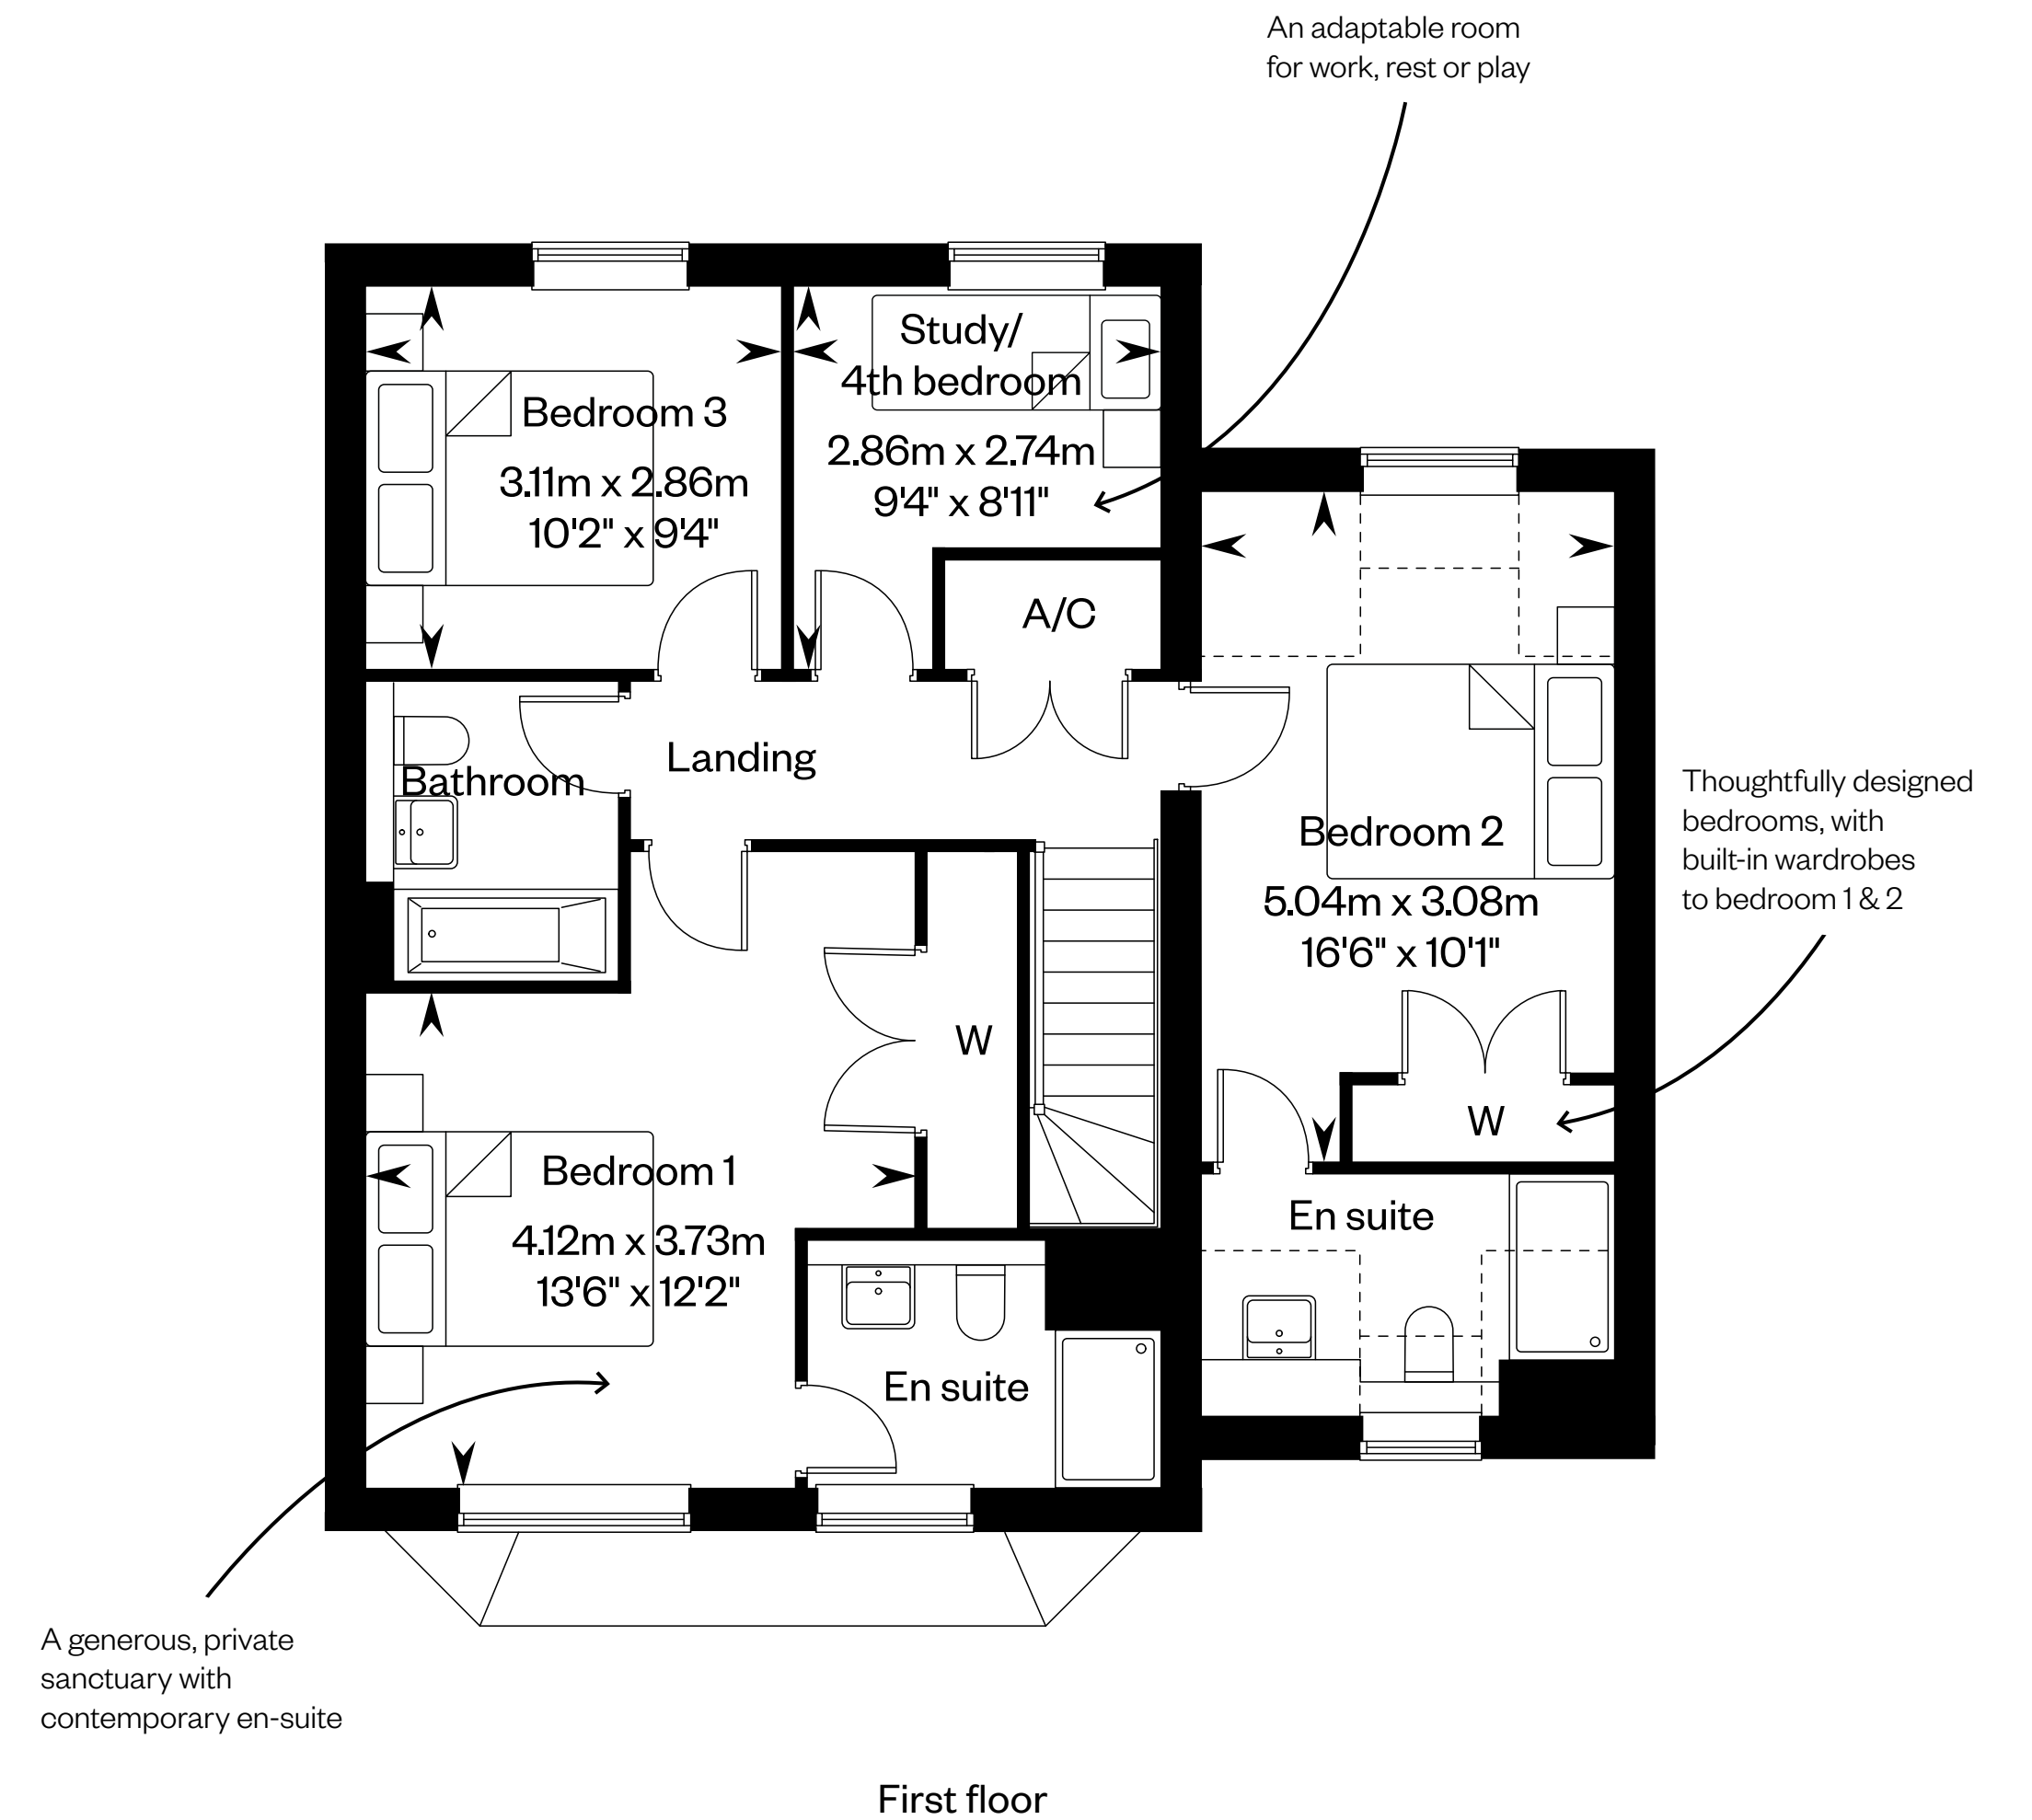 An adaptable room
for work, rest or play
Study/
4th bedroom
2.86m x 2.74m
9'4" x 8'11"
Bedroom 3
3.11m x 2.86m
10'2" x 9'4"
A/C
Landing
Bathroom
Bedroom 2
5.04m x 3.08m
16'6" x 10'1"
Thoughtfully designed
bedrooms, with
built-in wardrobes
to bedroom 1 & 2
W
W
Bedroom 1
4.12m x 3.73m
13'6" x 12'2"
En suite
En suite
A generous, private
sanctuary with
contemporary en-suite
First floor